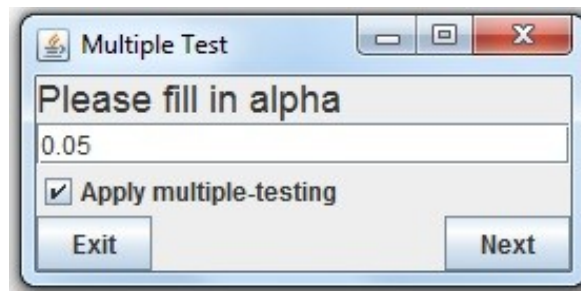 Multiple Test
Please fill in alpha
0.05
Apply multiple-testing
Exit Next